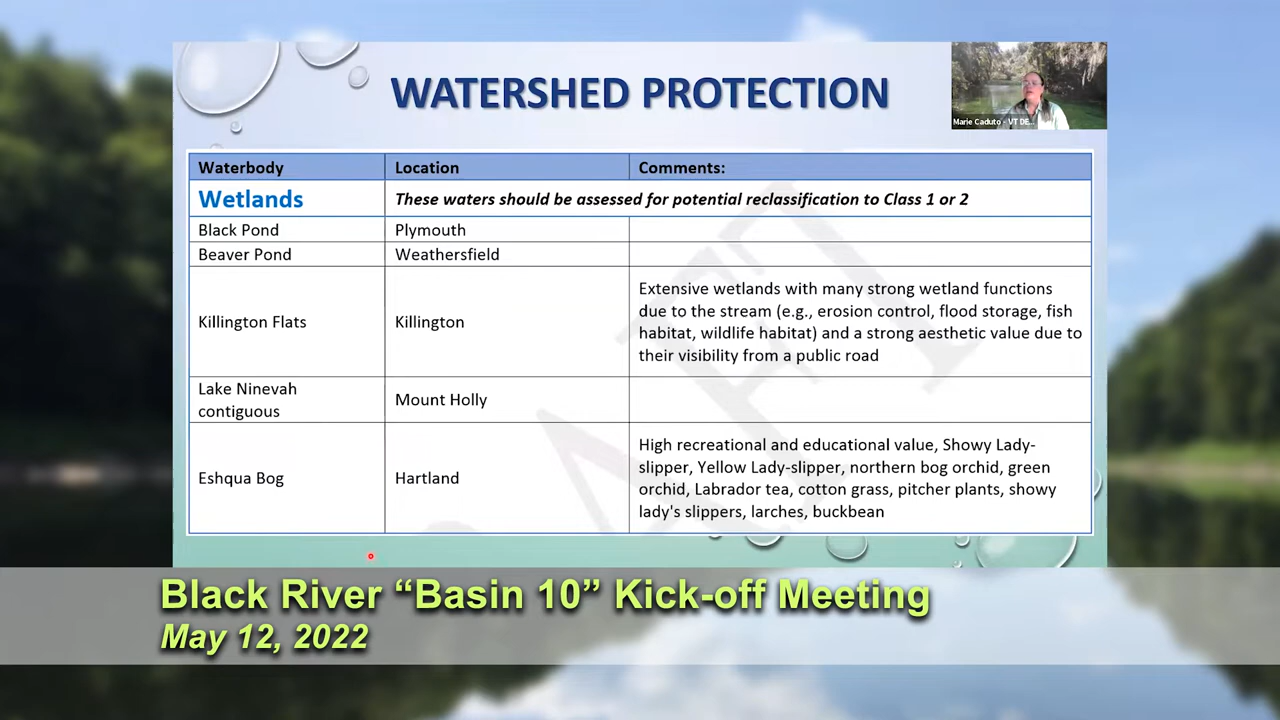 WATERSHED PROTECTION
Marie Caduto - VT DE...
Waterbody Location Comments:
Wetlands These waters should be assessed for potential reclassification to Class 1 or 2
Black Pond Plymouth
Beaver Pond Weathersfield
Killington Flats Killington
Extensive wetlands with many strong wetland functions
due to the stream (e.g., erosion control, flood storage, fish
habitat, wildlife habitat) and a strong aesthetic value due to
their visibility from a public road
Lake Ninevah
contiguous
Mount Holly
Eshqua Bog Hartland
High recreational and educational value, Showy Lady-
slipper, Yellow Lady-slipper, northern bog orchid, green
orchid, Labrador tea, cotton grass, pitcher plants, showy
lady's slippers, larches, buckbean
DRAFT
Black River “Basin 10” Kick-off Meeting
May 12, 2022